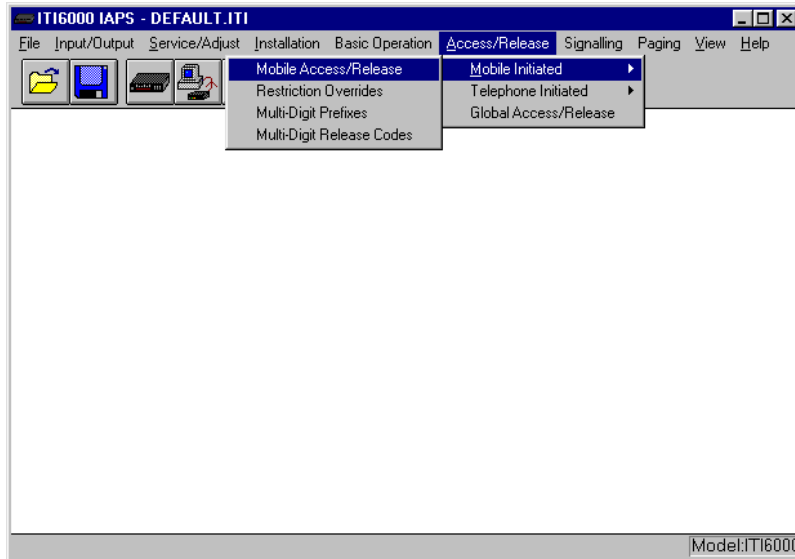 ITI6000 IAPS - DEFAULT.ITI
File Input/Output Service/Adjust Installation Basic Operation Access/Release Signalling Paging View Help
Mobile Access/Release
Restriction Overrides
Multi-Digit Prefixes
Multi-Digit Release Codes
Mobile Initiated
Telephone Initiated
Global Access/Release
Model:ITI6000